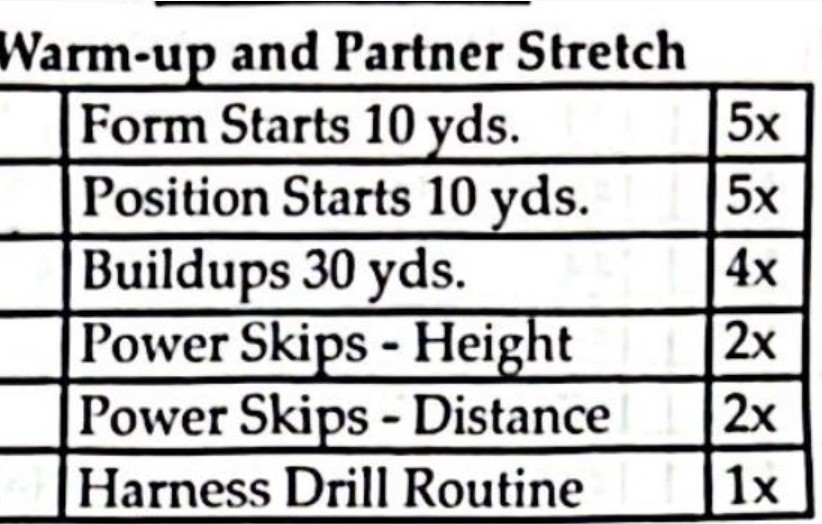 Warm-up and Partner Stretch
Form Starts 10 yds. 5x
Position Starts 10 yds. 5x
Buildups 30 yds. 4x
Power Skips - Height 2x
Power Skips - Distance 2x
Harness Drill Routine 1x